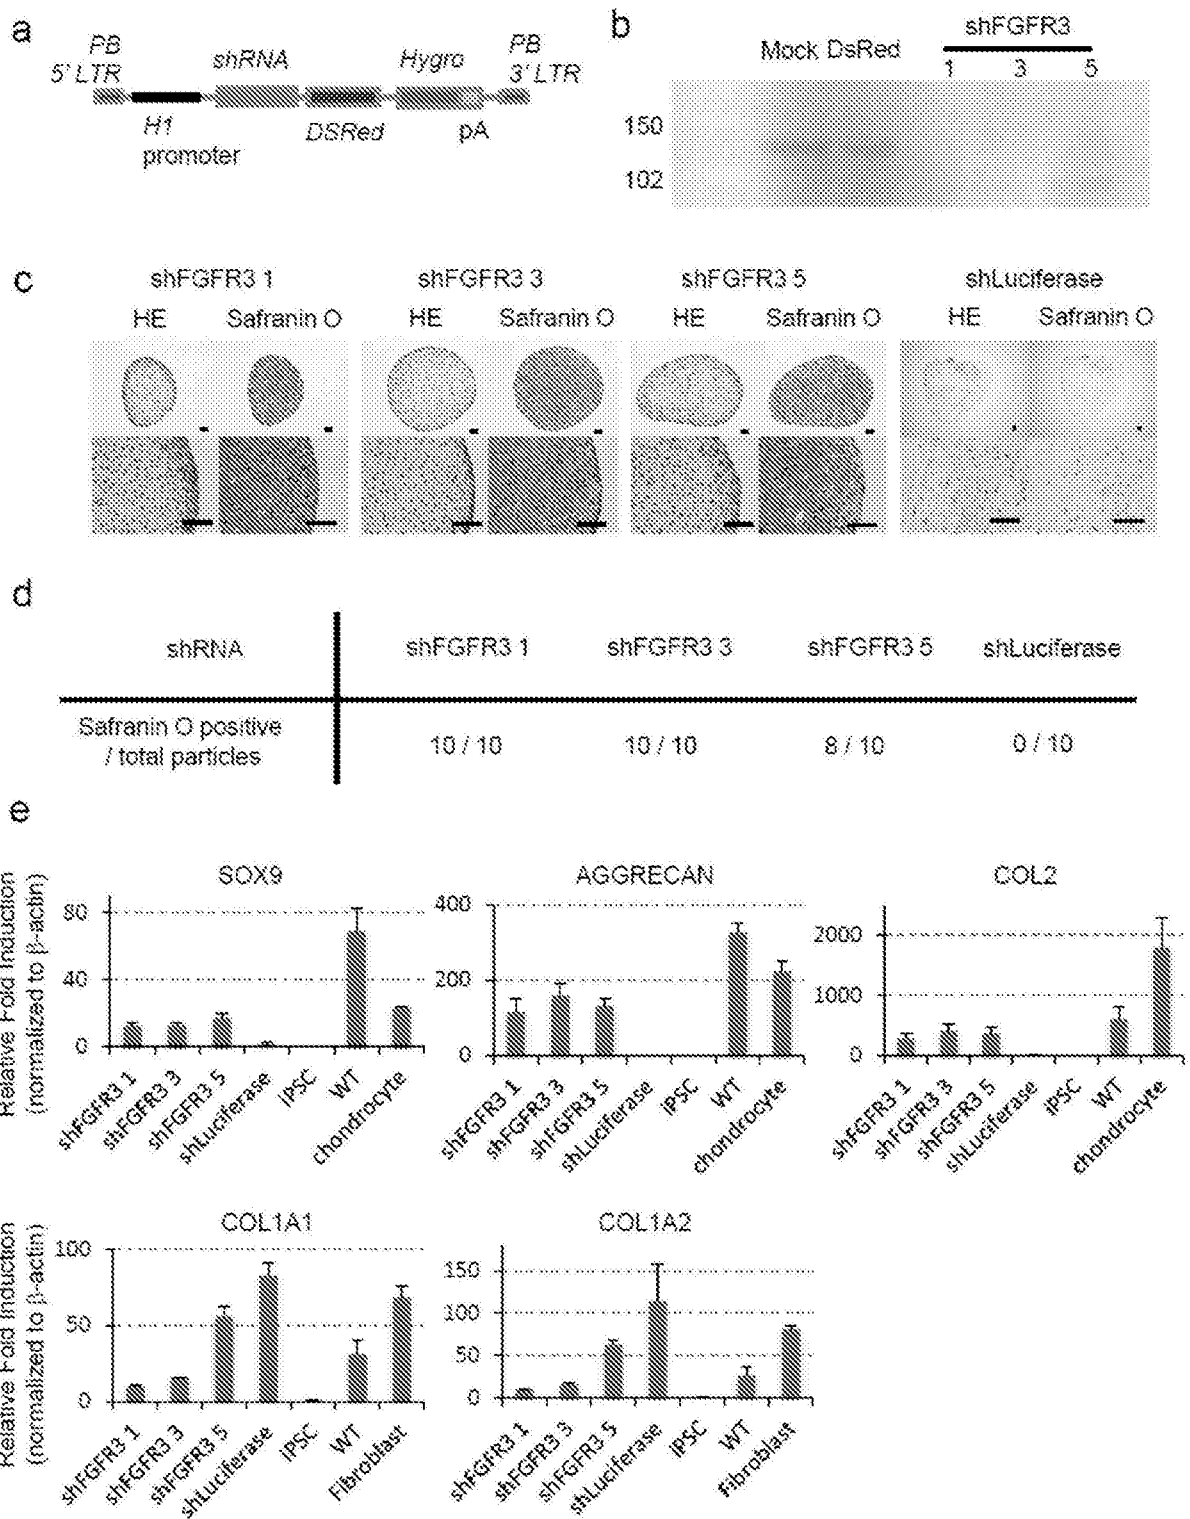 a
PB
5' LTR
shRNA
Hygro
PB
3' LTR
H1
promoter
DSRed
pA
b
shFGFR3
Mock DsRed
1 3 5
150
102
c
shFGFR3 1
shFGFR3 3
shFGFR3 5
shLuciferase
HE Safranin O
HE Safranin O
HE Safranin O
HE Safranin O
d
shRNA
shFGFR3 1
shFGFR3 3
shFGFR3 5
shLuciferase
Safranin O positive
/ total particles
10 / 10
10 / 10
8 / 10
0 / 10
e
Relative Fold Induction
(normalized to β-actin)
SOX9
80
40
0
shFGFR3 1
shFGFR3 3
shFGFR3 5
shLuciferase
iPSC
WT
chondrocyte
AGGRECAN
400
200
0
shFGFR3 1
shFGFR3 3
shFGFR3 5
shLuciferase
iPSC
WT
chondrocyte
COL2
2000
1000
0
shFGFR3 1
shFGFR3 3
shFGFR3 5
shLuciferase
iPSC
WT
chondrocyte
Relative Fold Induction
(normalized to β-actin)
COL1A1
100
50
0
shFGFR3 1
shFGFR3 3
shFGFR3 5
shLuciferase
iPSC
WT
Fibroblast
COL1A2
150
100
50
0
shFGFR3 1
shFGFR3 3
shFGFR3 5
shLuciferase
iPSC
WT
Fibroblast